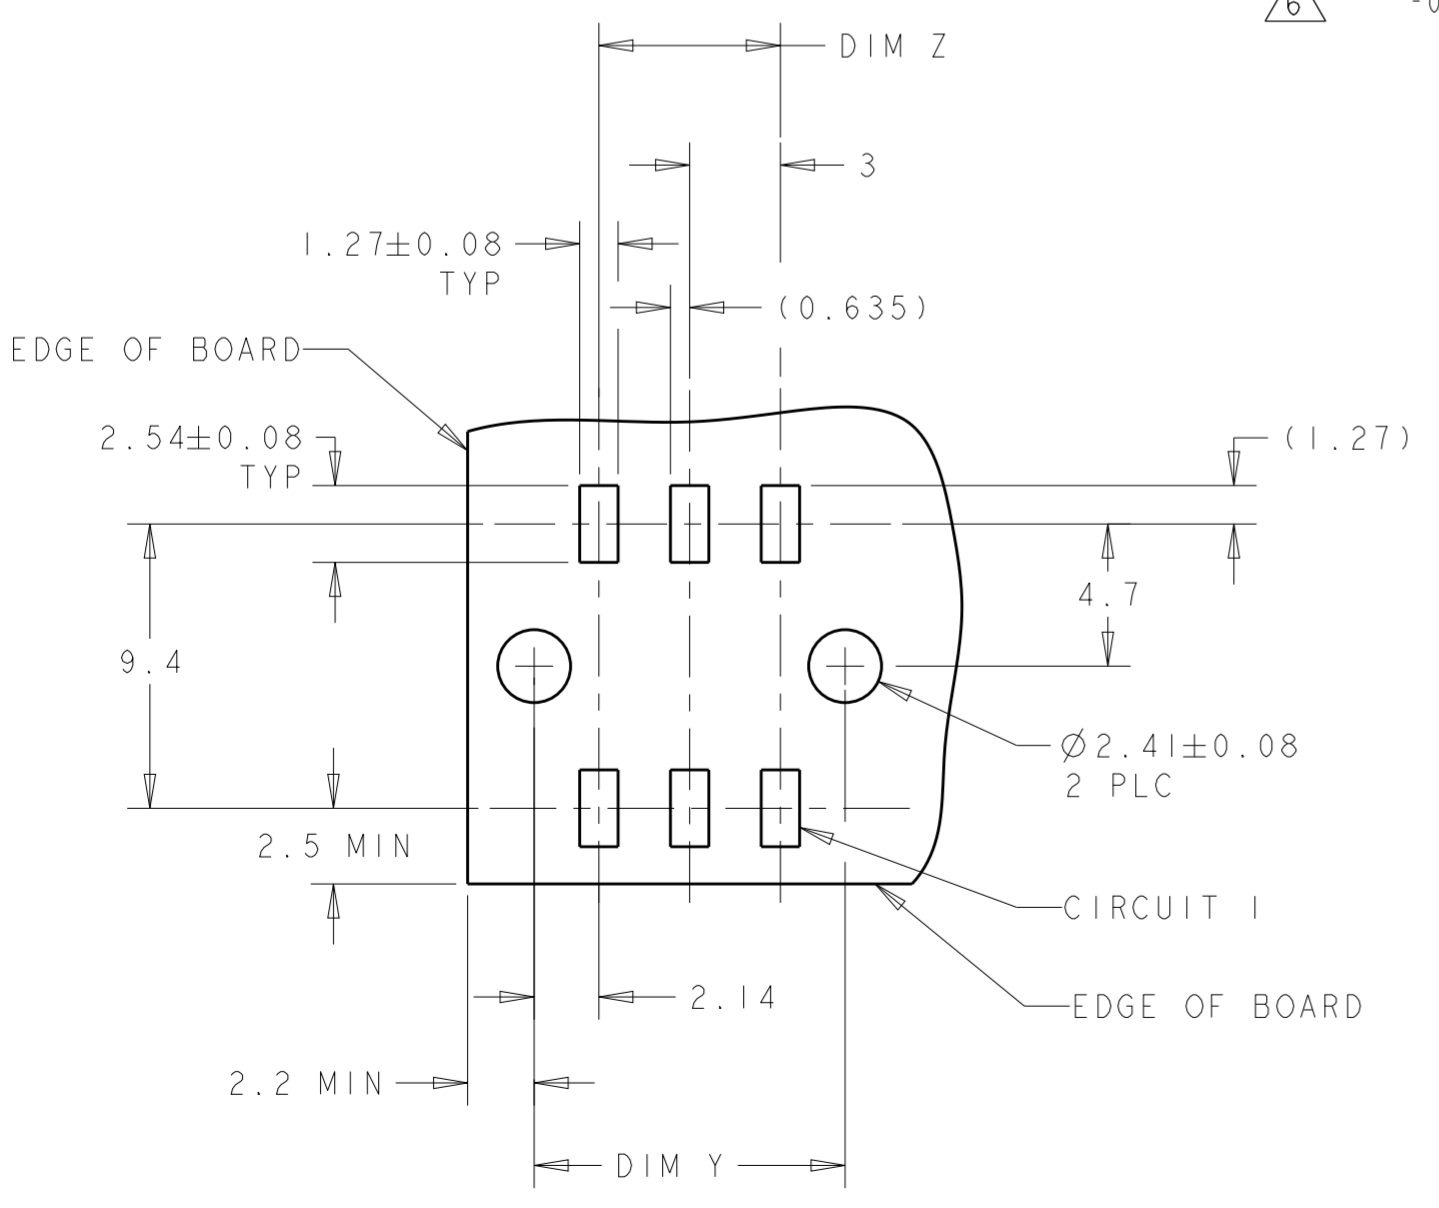 6 -0
DIM Z
3
1.27±0.08
TYP
(0.635)
EDGE OF BOARD
2.54±0.08
TYP
(1.27)
4.7
9.4
Ø2.41±0.08
2 PLC
2.5 MIN
CIRCUIT 1
2.14
EDGE OF BOARD
2.2 MIN
DIM Y